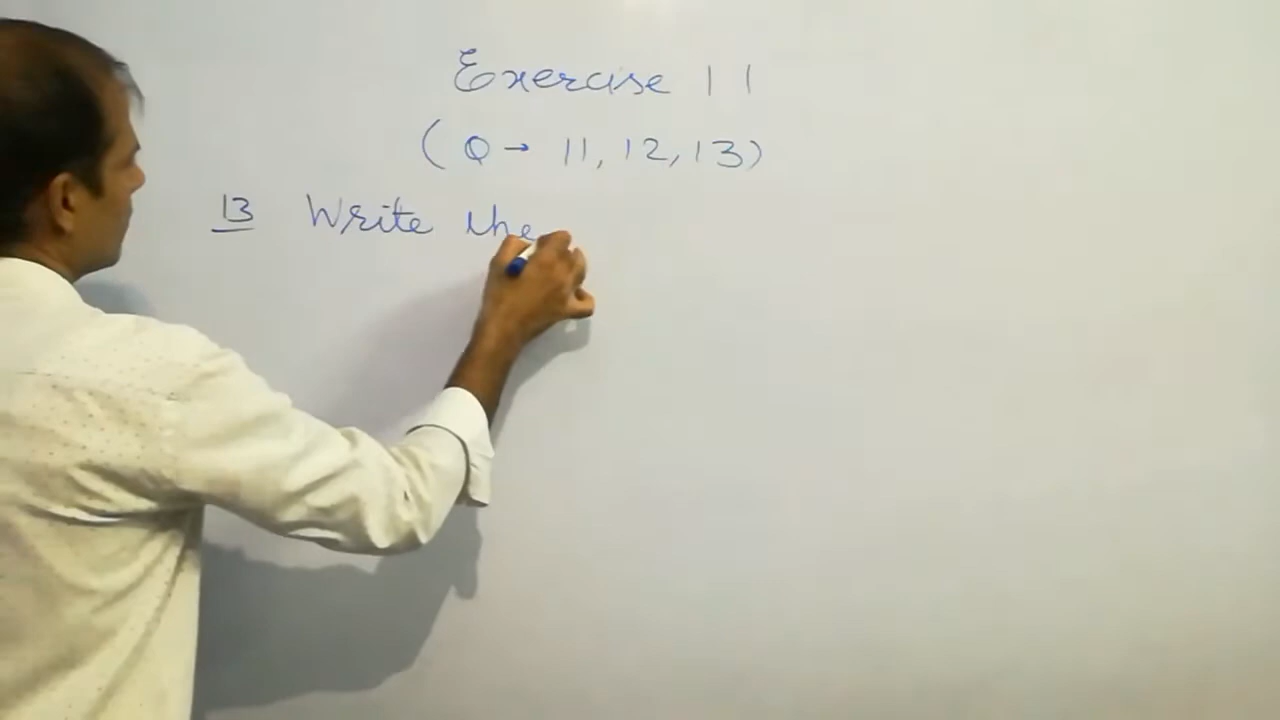 Exercise 11
(Q → 11, 12, 13)
13 Write the